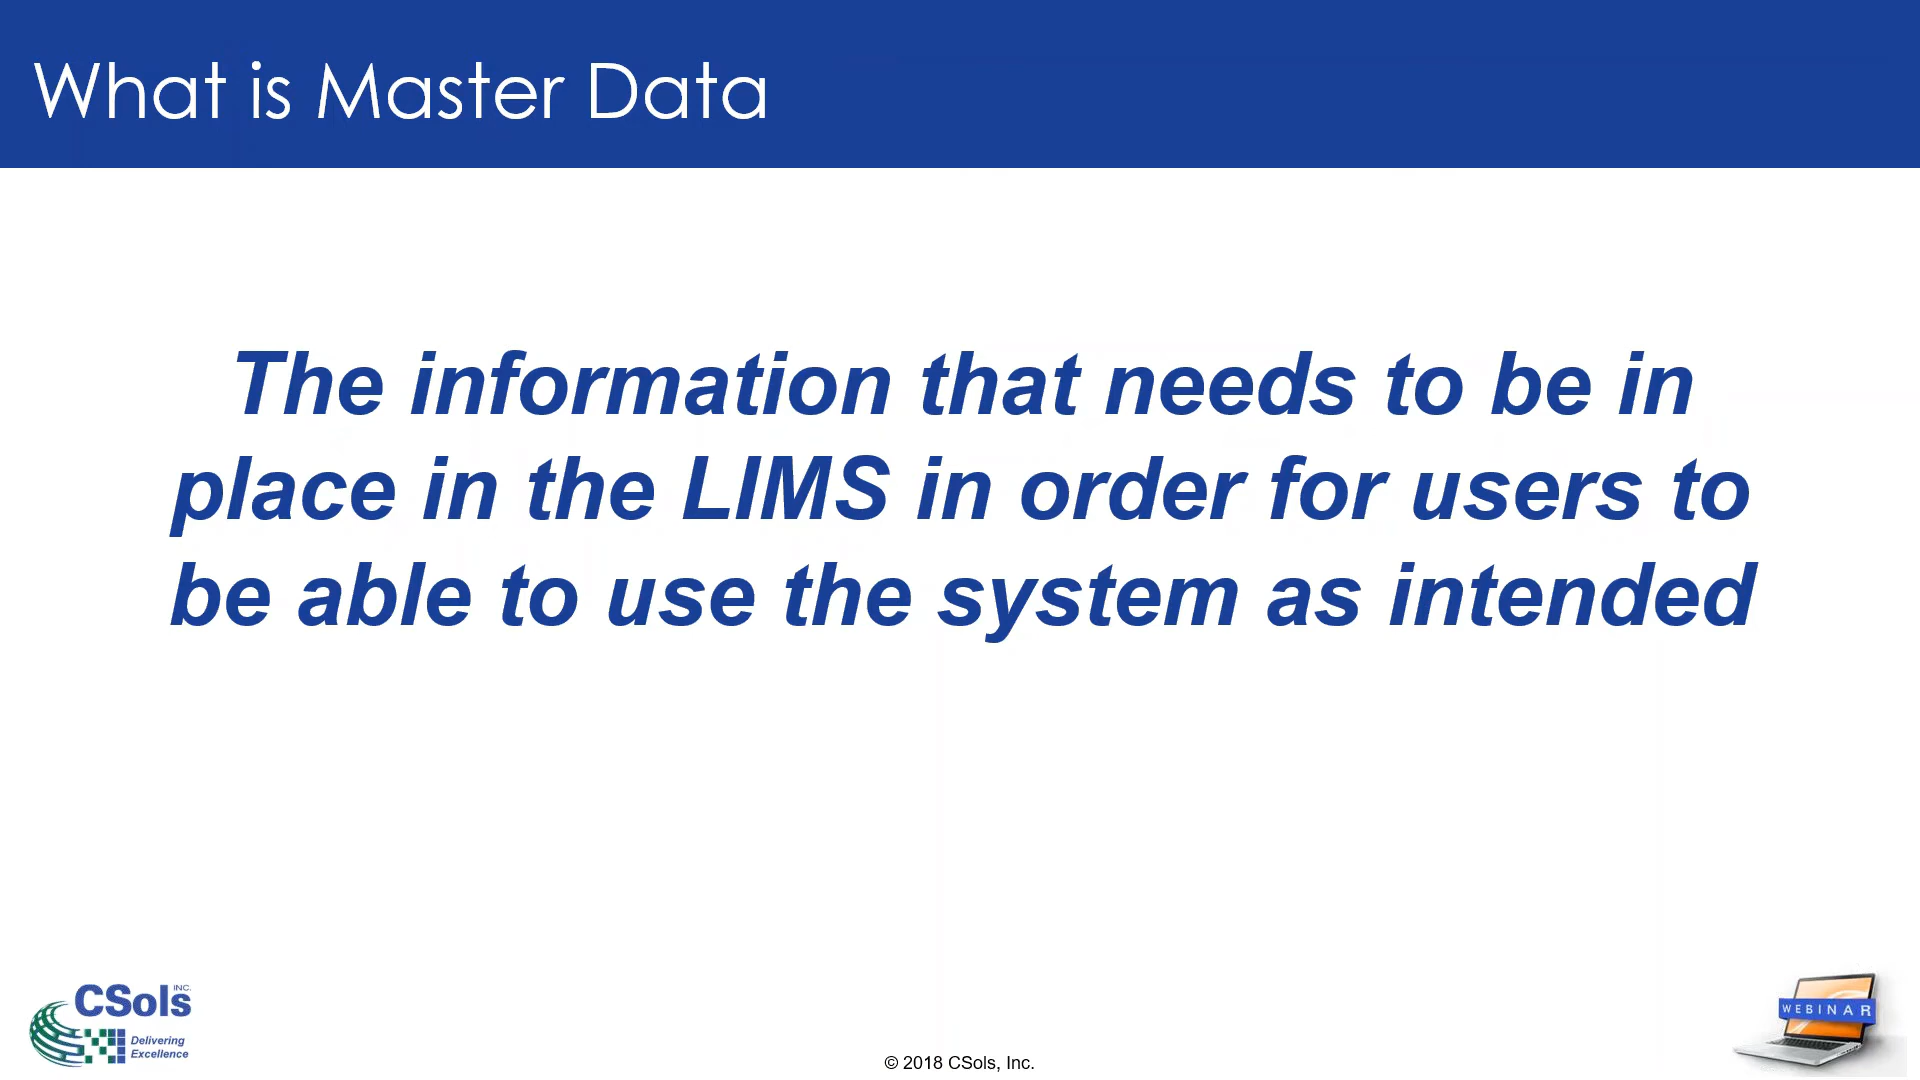 What is Master Data
The information that needs to be in
place in the LIMS in order for users to
be able to use the system as intended
CSols INC.
Delivering
Excellence
© 2018 CSols, Inc.
WEBINAR